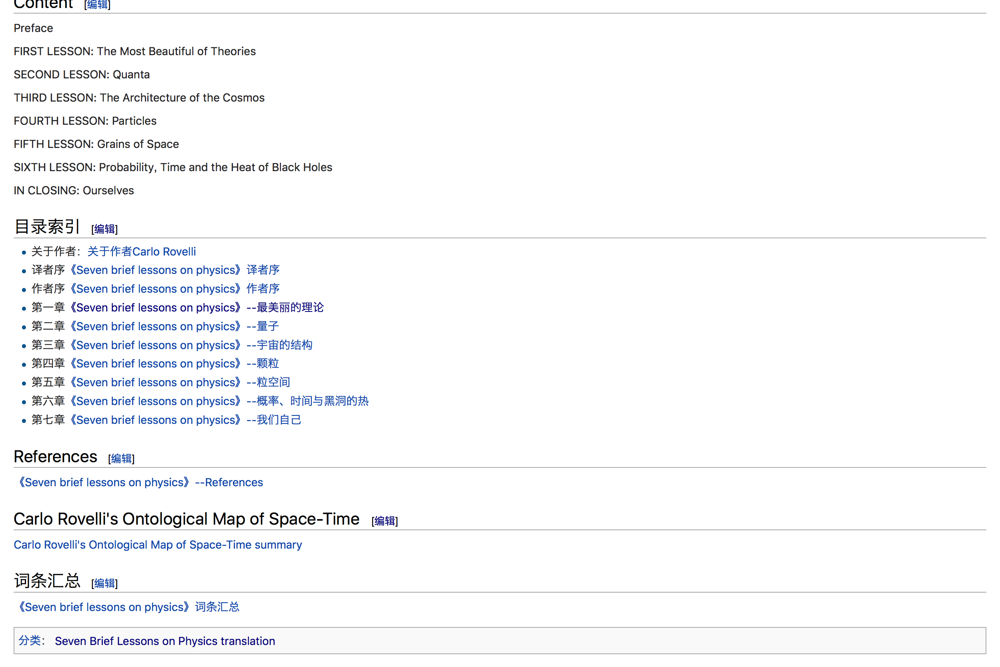 Content [编辑]
Preface
FIRST LESSON: The Most Beautiful of Theories
SECOND LESSON: Quanta
THIRD LESSON: The Architecture of the Cosmos
FOURTH LESSON: Particles
FIFTH LESSON: Grains of Space
SIXTH LESSON: Probability, Time and the Heat of Black Holes
IN CLOSING: Ourselves
目录索引 [编辑]
• 关于作者：关于作者Carlo Rovelli
• 译者序《Seven brief lessons on physics》译者序
• 作者序《Seven brief lessons on physics》作者序
• 第一章《Seven brief lessons on physics》--最美丽的理论
• 第二章《Seven brief lessons on physics》--量子
• 第三章《Seven brief lessons on physics》--宇宙的结构
• 第四章《Seven brief lessons on physics》--颗粒
• 第五章《Seven brief lessons on physics》--粒空间
• 第六章《Seven brief lessons on physics》--概率、时间与黑洞的热
• 第七章《Seven brief lessons on physics》--我们自己
References [编辑]
《Seven brief lessons on physics》--References
Carlo Rovelli's Ontological Map of Space-Time [编辑]
Carlo Rovelli's Ontological Map of Space-Time summary
词条汇总 [编辑]
《Seven brief lessons on physics》词条汇总
分类： Seven Brief Lessons on Physics translation